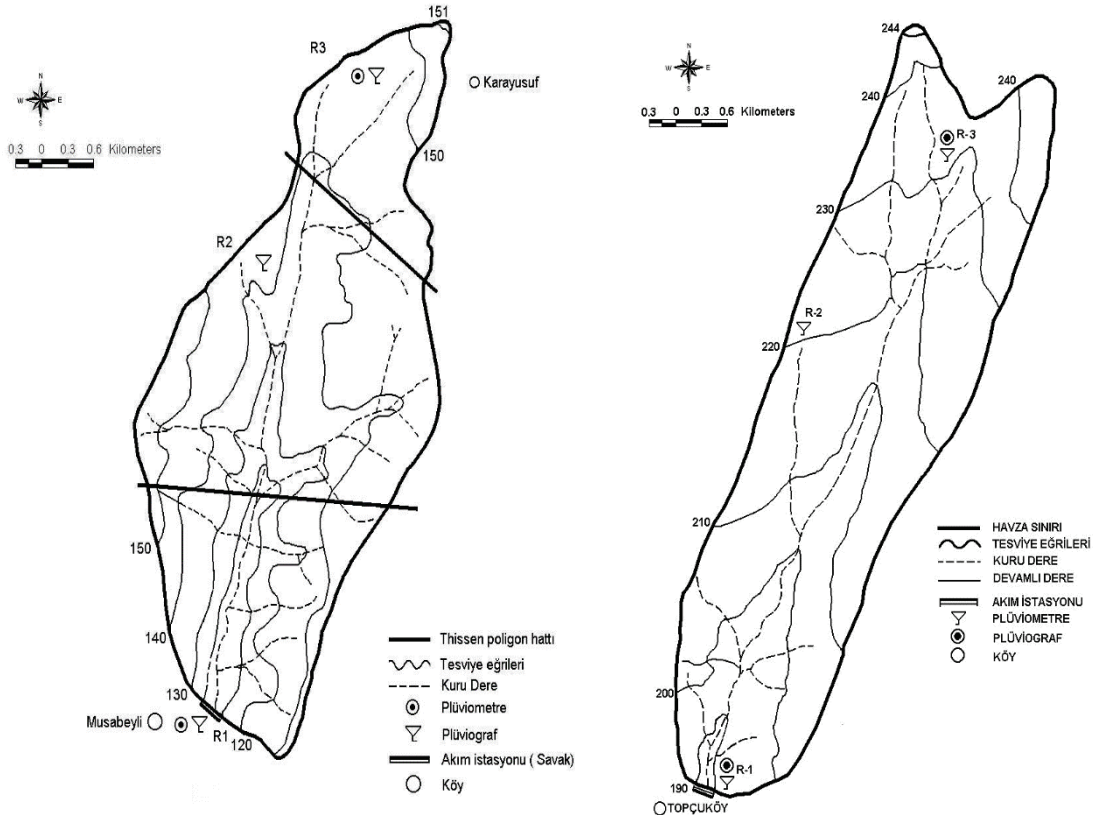 151
R3
Karayusuf
N
W E
S
0.3 0 0.3 0.6 Kilometers
150
R2
150
140
130
Musabeyli
R1
120
Thissen poligon hattı
Tesviye eğrileri
Kuru Dere
Plüviometre
Plüviograf
Akım istasyonu ( Savak)
Köy
244
240
240
N
W E
S
0.3 0 0.3 0.6
Kilometers
R-3
230
R-2
220
210
200
R-1
190
TOPÇUKÖY
HAVZA SINIRI
TESVİYE EĞRİLERİ
KURU DERE
DEVAMLI DERE
AKIM İSTASYONU
PLÜVİOMETRE
PLÜVİOGRAF
KÖY